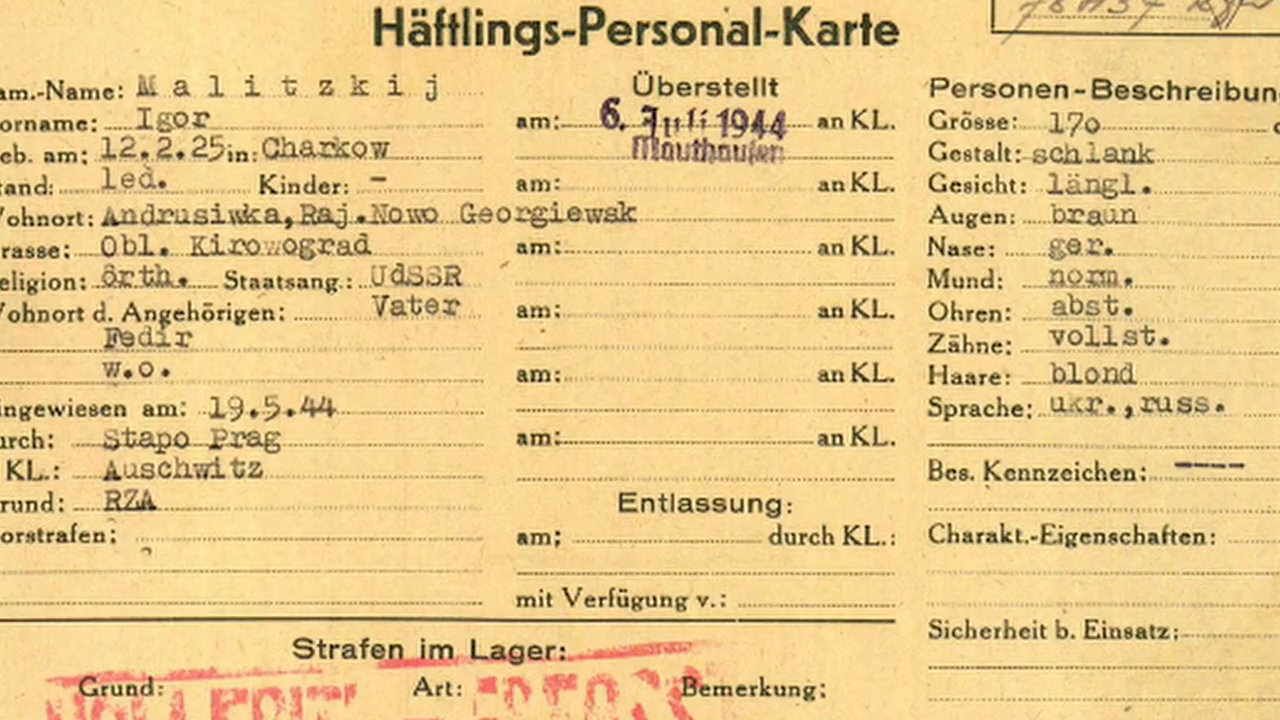 Häftlings-Personal-Karte
am.-Name: Malitzkij
orname: Igor
eb. am: 12.2.25 in: Charkow
tand: led. Kinder: -
ohnort: Andrusiwka, Raj. Nowo Georgiewsk
rasse: Obl. Kirowograd
eligion: orth. Staatsang.: UdSSR
ohnort d. Angehörigen: Vater
Fedir
w.o.
ingewiesen am: 19.5.44
urch: Stapo Prag
KL.: Auschwitz
rund: RZA
orstrafen:
?
Überstellt
am: 6. Juli 1944 an KL.
Mauthausen
am: an KL.
am: an KL.
am: an KL.
am: an KL.
am: an KL.
Entlassung:
am: durch KL.:
mit Verfügung v.:
Strafen im Lager:
Grund: Art: Bemerkung:
Personen-Beschreibun
Grösse: 170
Gestalt: schlank
Gesicht: längl.
Augen: braun
Nase: ger.
Mund: norm.
Ohren: abst.
Zähne: vollst.
Haare: blond
Sprache: ukr., russ.
Bes. Kennzeichen: ----
Charakt.-Eigenschaften:
Sicherheit b. Einsatz: